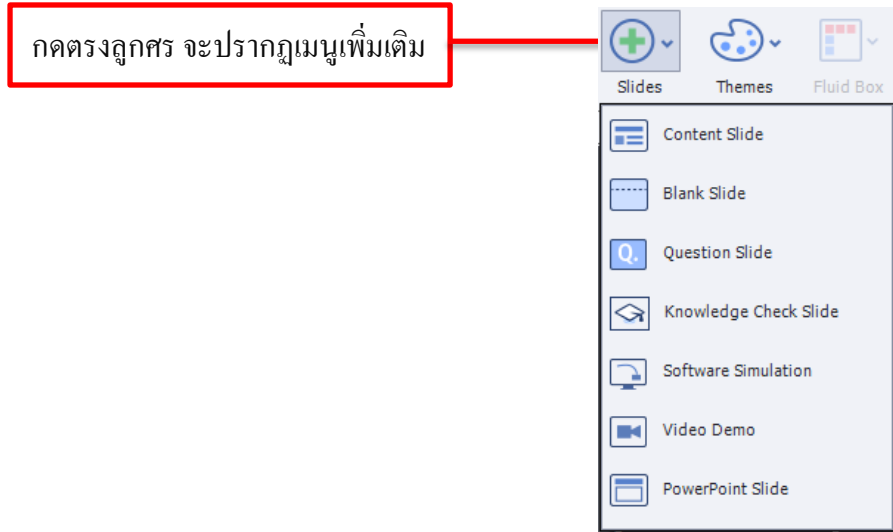 กดตรงลูกศร จะปรากฏเมนูเพิ่มเติม
Slides Themes Fluid Box
Content Slide
Blank Slide
Q. Question Slide
Knowledge Check Slide
Software Simulation
Video Demo
PowerPoint Slide